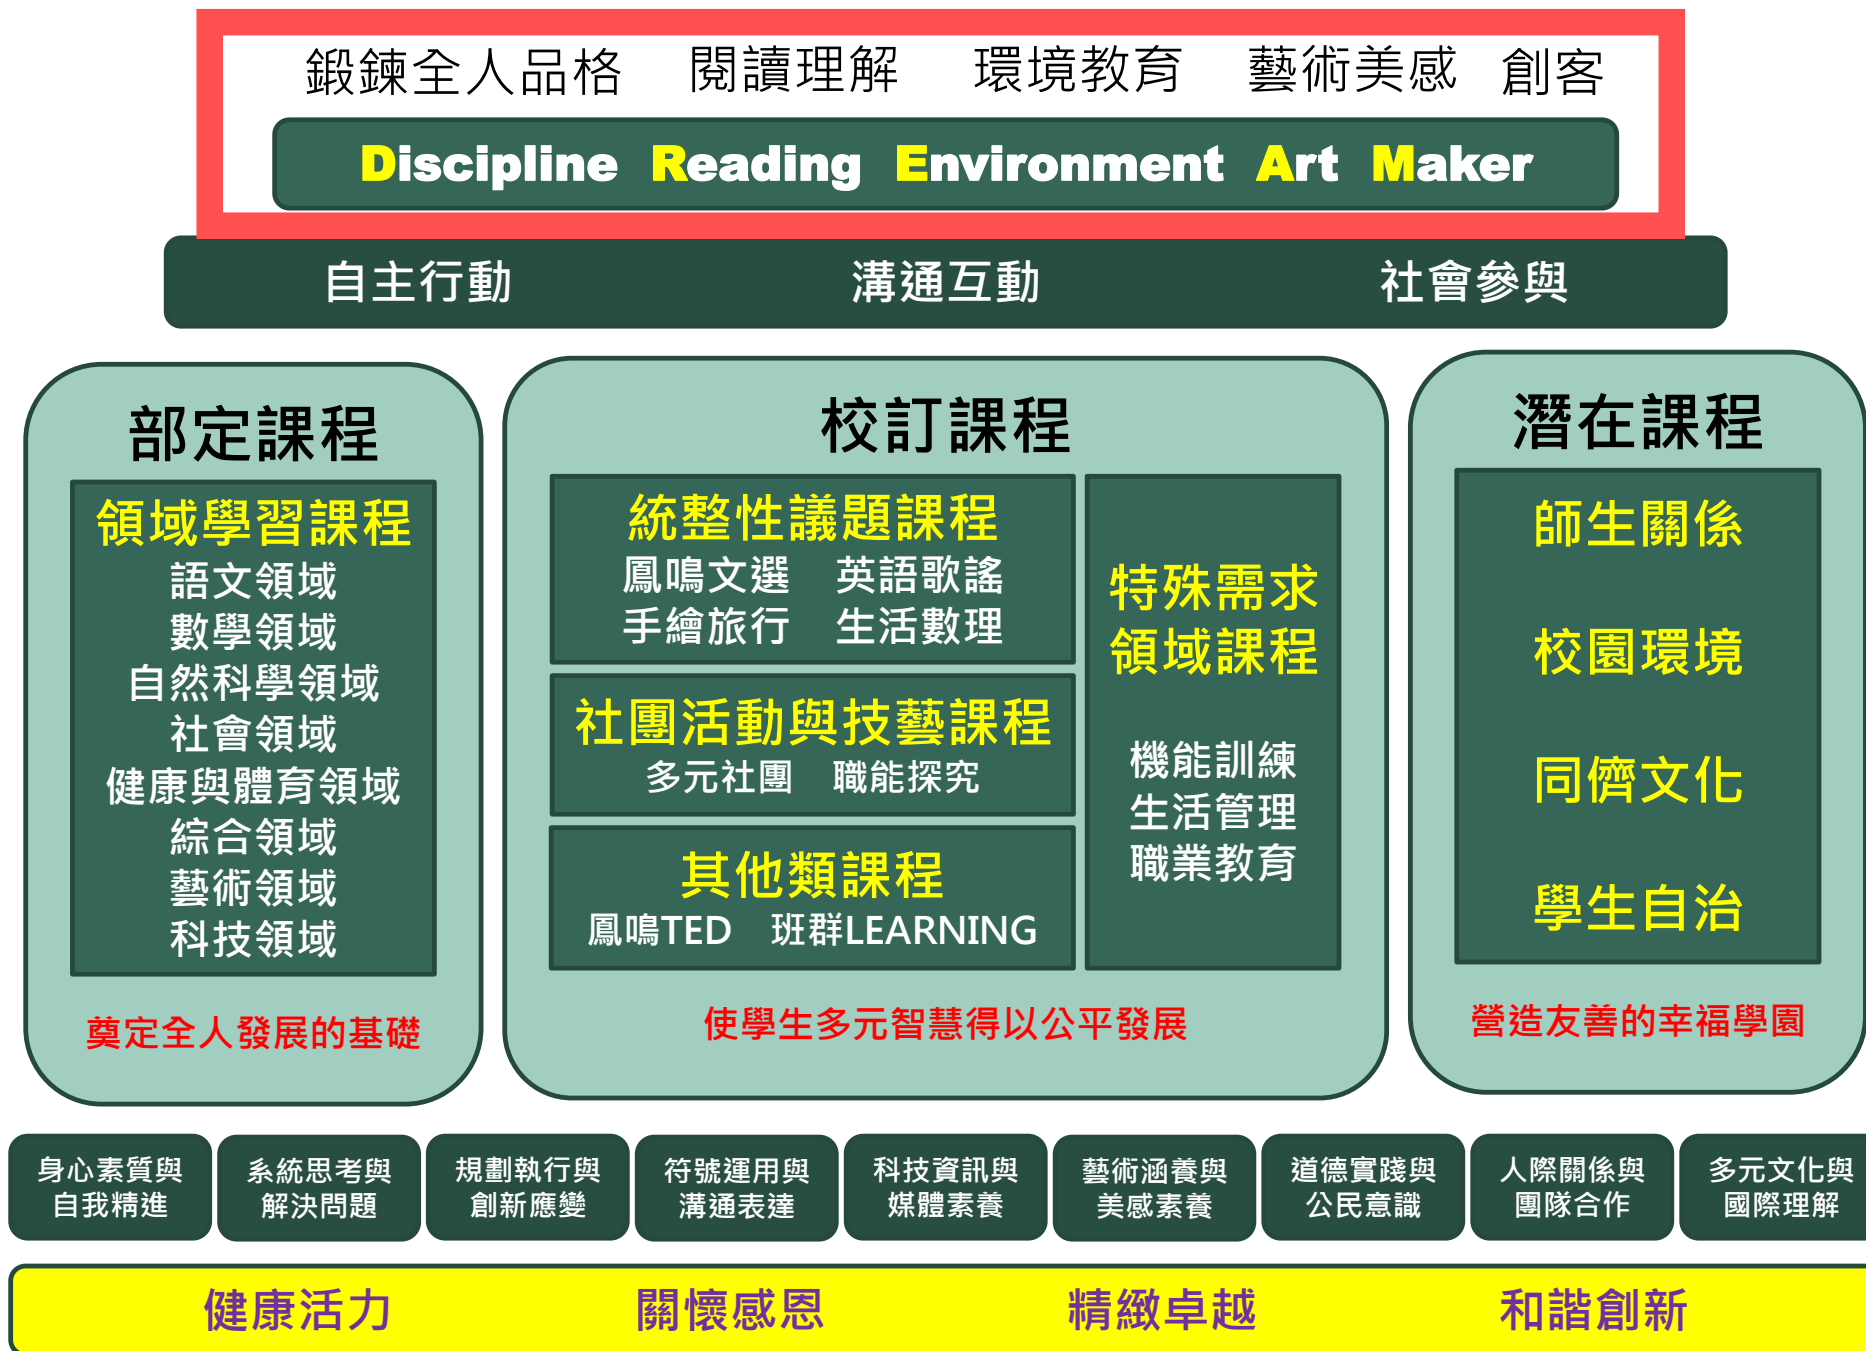 鍛鍊全人品格 閱讀理解 環境教育 藝術美感 創客
Discipline Reading Environment Art Maker
自主行動 溝通互動 社會參與
部定課程
領域學習課程
語文領域
數學領域
自然科學領域
社會領域
健康與體育領域
綜合領域
藝術領域
科技領域
奠定全人發展的基礎
校訂課程
統整性議題課程
鳳鳴文選 英語歌謠
手繪旅行 生活數理
社團活動與技藝課程
多元社團 職能探究
其他類課程
鳳鳴TED 班群LEARNING
特殊需求
領域課程
機能訓練
生活管理
職業教育
使學生多元智慧得以公平發展
潛在課程
師生關係
校園環境
同儕文化
學生自治
營造友善的幸福學園
身心素質與
自我精進
系統思考與
解決問題
規劃執行與
創新應變
符號運用與
溝通表達
科技資訊與
媒體素養
藝術涵養與
美感素養
道德實踐與
公民意識
人際關係與
團隊合作
多元文化與
國際理解
健康活力 關懷感恩 精緻卓越 和諧創新